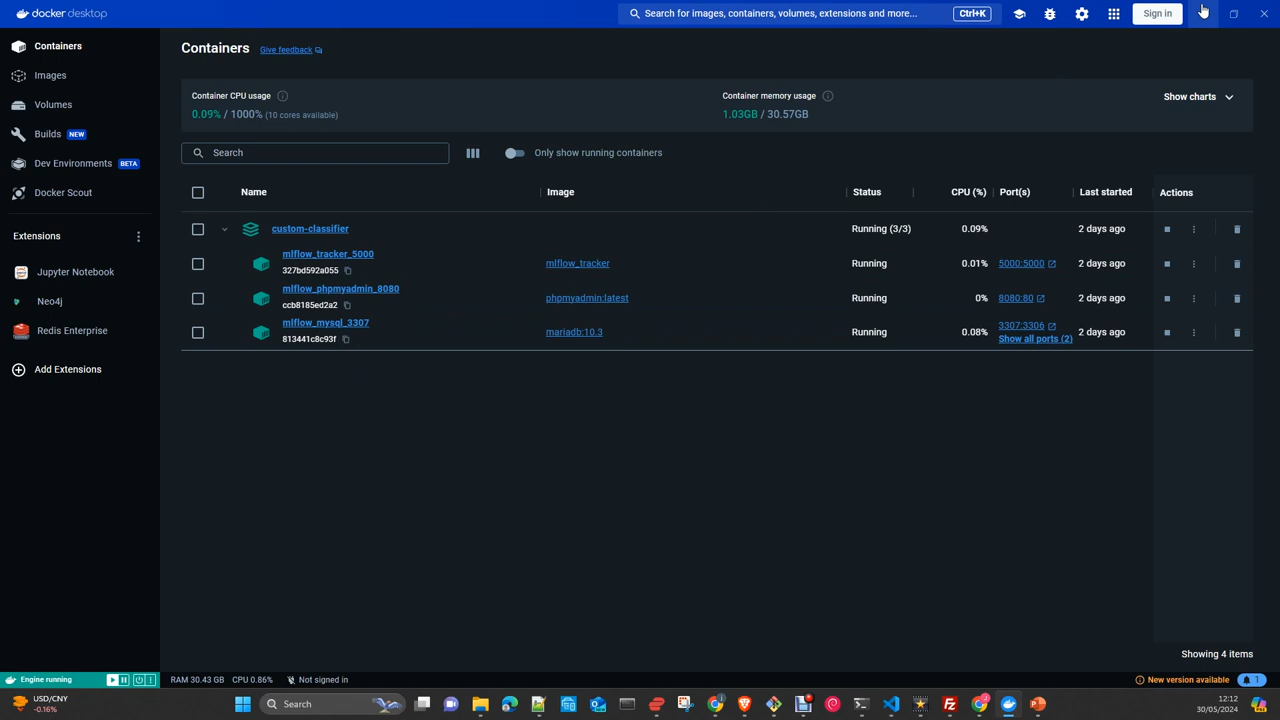 docker desktop
Search for images, containers, volumes, extensions and more...
Ctrl+K
Sign in
Containers
Images
Volumes
Builds NEW
Dev Environments BETA
Docker Scout
Extensions
Jupyter Notebook
Neo4j
Redis Enterprise
Add Extensions
Containers
Give feedback
Container CPU usage
0.09% / 1000% (10 cores available)
Container memory usage
1.03GB / 30.57GB
Show charts
Search
Only show running containers
Name Image Status CPU (%) Port(s) Last started Actions
custom-classifier Running (3/3) 0.09% 2 days ago
mlflow_tracker_5000
327bd592a055
mlflow_tracker Running 0.01% 5000:5000 2 days ago
mlflow_phpmyadmin_8080
ccb8185ed2a2
phpmyadmin:latest Running 0% 8080:80 2 days ago
mlflow_mysql_3307
813441c8c93f
mariadb:10.3 Running 0.08% 3307:3306 2 days ago
Show all ports (2)
Showing 4 items
Engine running
RAM 30.43 GB CPU 0.86% Not signed in
New version available 1
USD/CNY
-0.16%
Search
12:12
30/05/2024